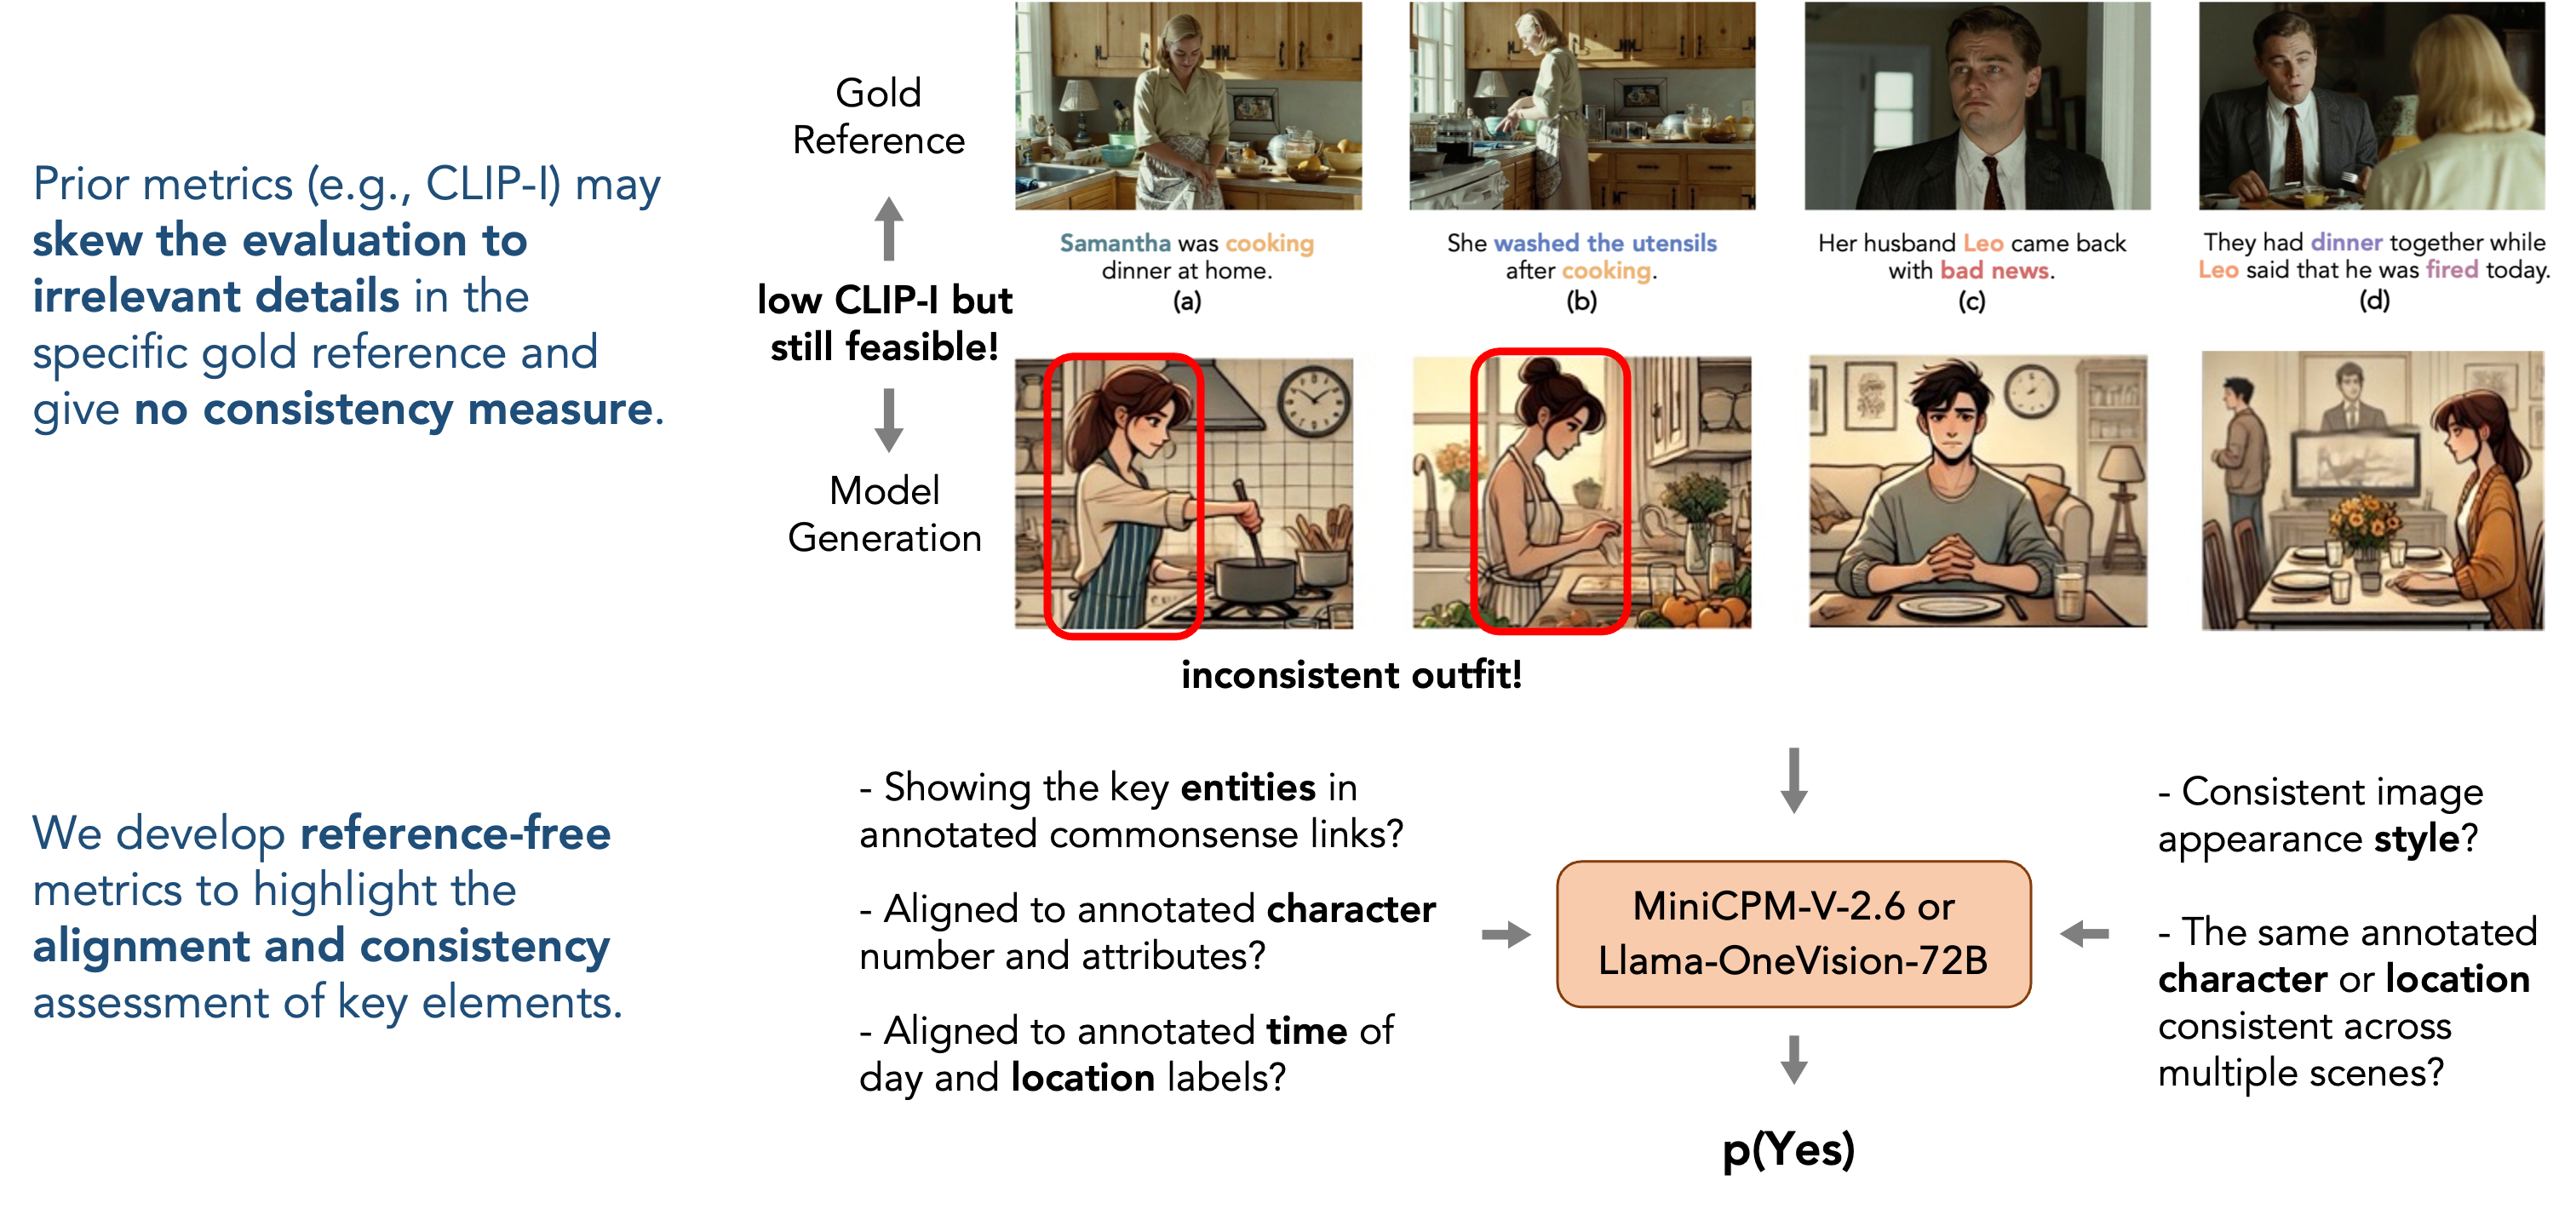 Prior metrics (e.g., CLIP-I) may
skew the evaluation to
irrelevant details in the
specific gold reference and
give no consistency measure.
Gold
Reference
low CLIP-I but
still feasible!
Model
Generation
Samantha was cooking
dinner at home.
(a)
She washed the utensils
after cooking.
(b)
Her husband Leo came back
with bad news.
(c)
They had dinner together while
Leo said that he was fired today.
(d)
inconsistent outfit!
We develop reference-free
metrics to highlight the
alignment and consistency
assessment of key elements.
- Showing the key entities in
annotated commonsense links?
- Aligned to annotated character
number and attributes?
- Aligned to annotated time of
day and location labels?
MiniCPM-V-2.6 or
Llama-OneVision-72B
p(Yes)
- Consistent image
appearance style?
- The same annotated
character or location
consistent across
multiple scenes?